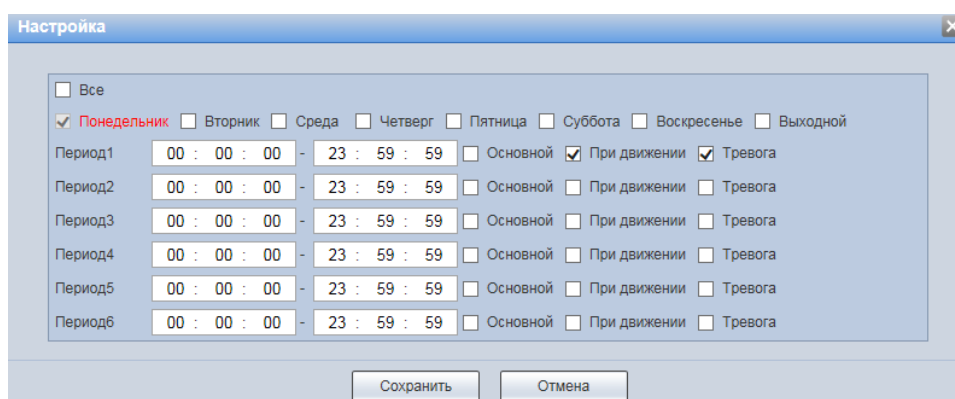 Настройка
Все
Понедельник Вторник Среда Четверг Пятница Суббота Воскресенье Выходной
Период1 00 : 00 : 00 - 23 : 59 : 59 Основной При движении Тревога
Период2 00 : 00 : 00 - 23 : 59 : 59 Основной При движении Тревога
Период3 00 : 00 : 00 - 23 : 59 : 59 Основной При движении Тревога
Период4 00 : 00 : 00 - 23 : 59 : 59 Основной При движении Тревога
Период5 00 : 00 : 00 - 23 : 59 : 59 Основной При движении Тревога
Период6 00 : 00 : 00 - 23 : 59 : 59 Основной При движении Тревога
Сохранить Отмена